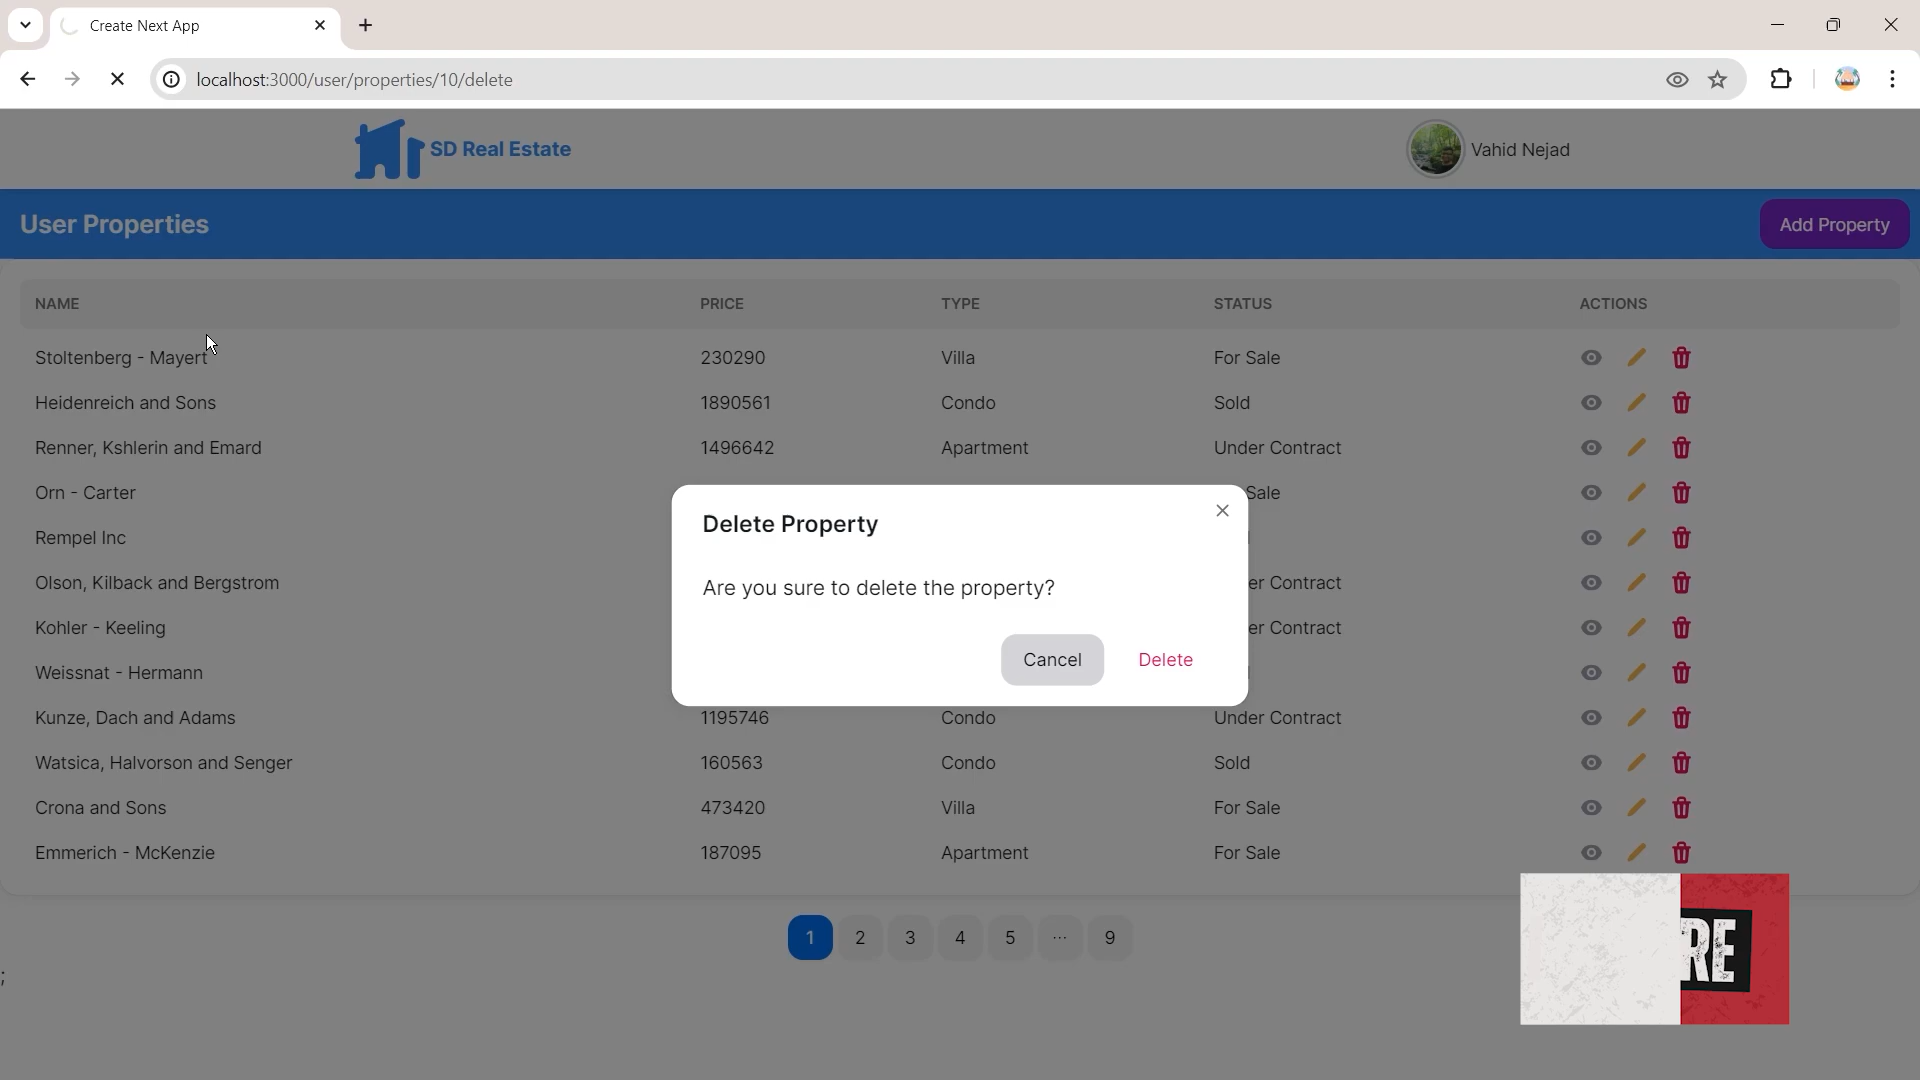 Create Next App
localhost:3000/user/properties/10/delete
SD Real Estate
Vahid Nejad
User Properties
Add Property
NAME PRICE TYPE STATUS ACTIONS
Stoltenberg - Mayert 230290 Villa For Sale
Heidenreich and Sons 1890561 Condo Sold
Renner, Kshlerin and Emard 1496642 Apartment Under Contract
Orn - Carter Sale
Rempel Inc
Olson, Kilback and Bergstrom er Contract
Kohler - Keeling er Contract
Weissnat - Hermann
Kunze, Dach and Adams 1195746 Condo Under Contract
Watsica, Halvorson and Senger 160563 Condo Sold
Crona and Sons 473420 Villa For Sale
Emmerich - McKenzie 187095 Apartment For Sale
Delete Property
Are you sure to delete the property?
Cancel Delete
1 2 3 4 5 ... 9
;
RE